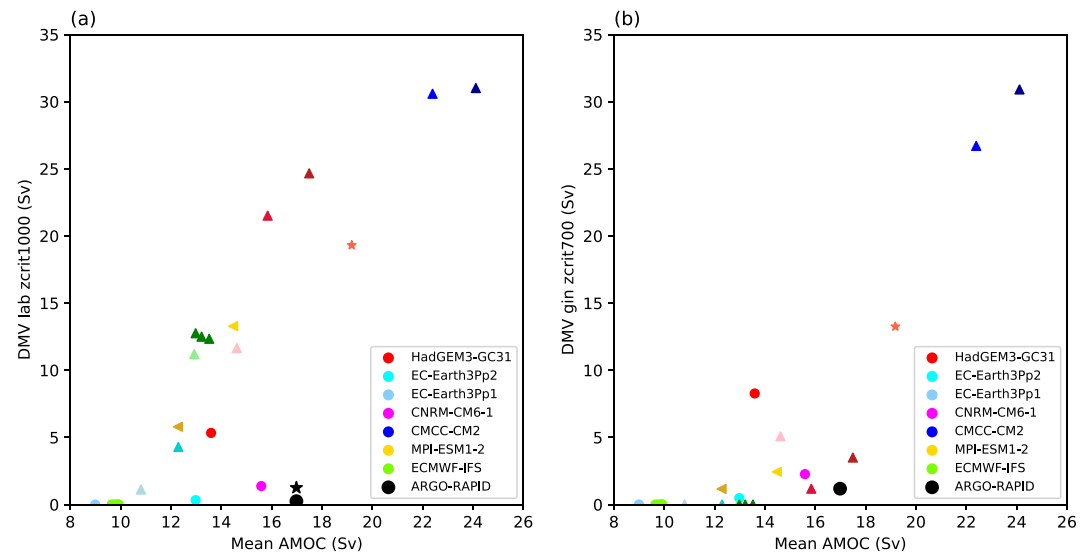 (a)
35
30
25
20
15
10
5
0
DMV lab zcrit1000 (Sv)
8 10 12 14 16 18 20 22 24 26
Mean AMOC (Sv)
HadGEM3-GC31
EC-Earth3Pp2
EC-Earth3Pp1
CNRM-CM6-1
CMCC-CM2
MPI-ESM1-2
ECMWF-IFS
ARGO-RAPID
(b)
35
30
25
20
15
10
5
0
DMV gin zcrit700 (Sv)
8 10 12 14 16 18 20 22 24 26
Mean AMOC (Sv)
HadGEM3-GC31
EC-Earth3Pp2
EC-Earth3Pp1
CNRM-CM6-1
CMCC-CM2
MPI-ESM1-2
ECMWF-IFS
ARGO-RAPID